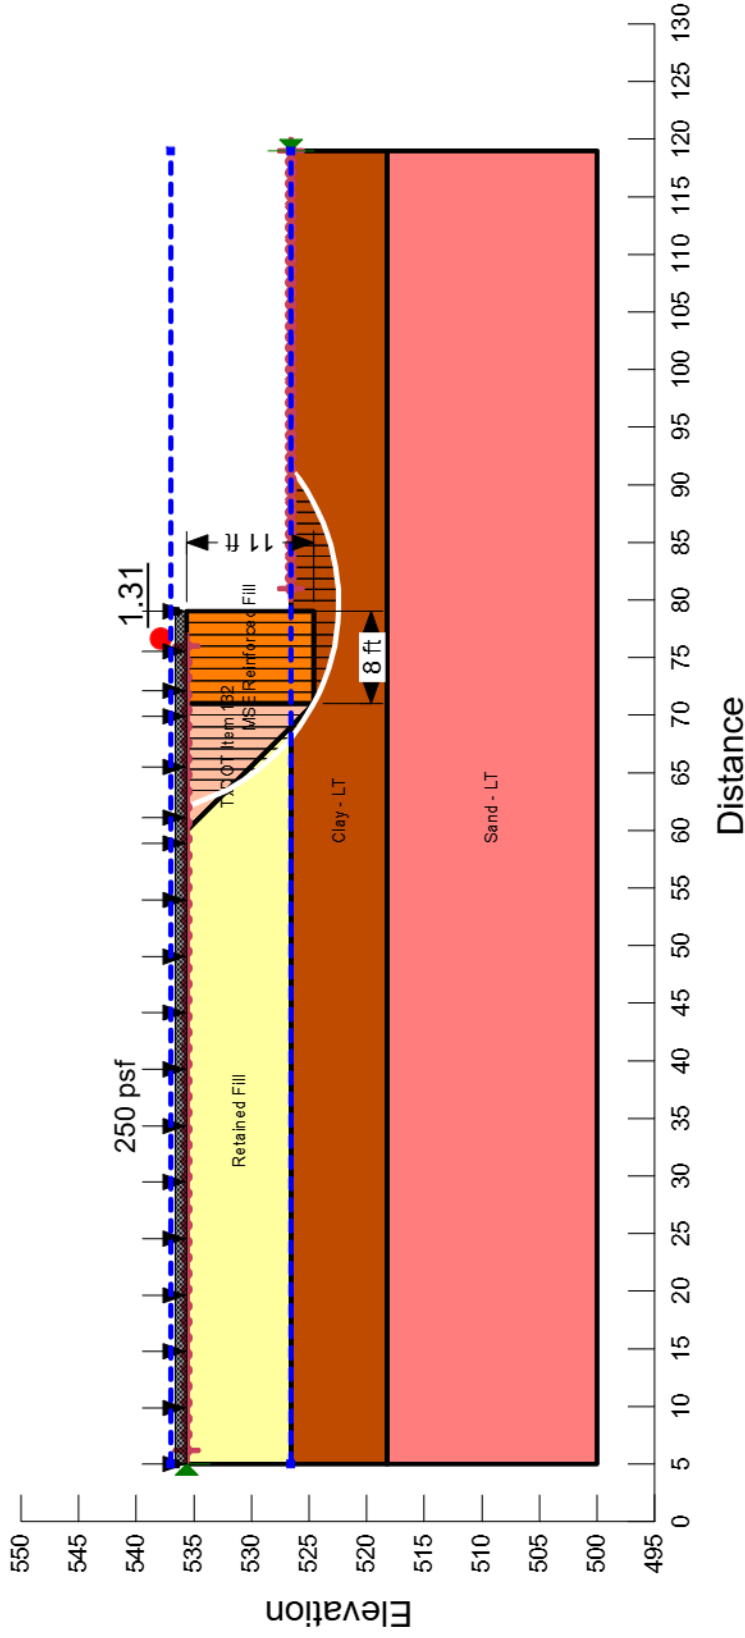 1.31
250 psf
11 ft
8 ft
TXDOT Item 132
MSE Reinforced Fill
Retained Fill
Clay - LT
Sand - LT
Elevation
550
545
540
535
530
525
520
515
510
505
500
495
0 5 10 15 20 25 30 35 40 45 50 55 60 65 70 75 80 85 90 95 100 105 110 115 120 125 130
Distance